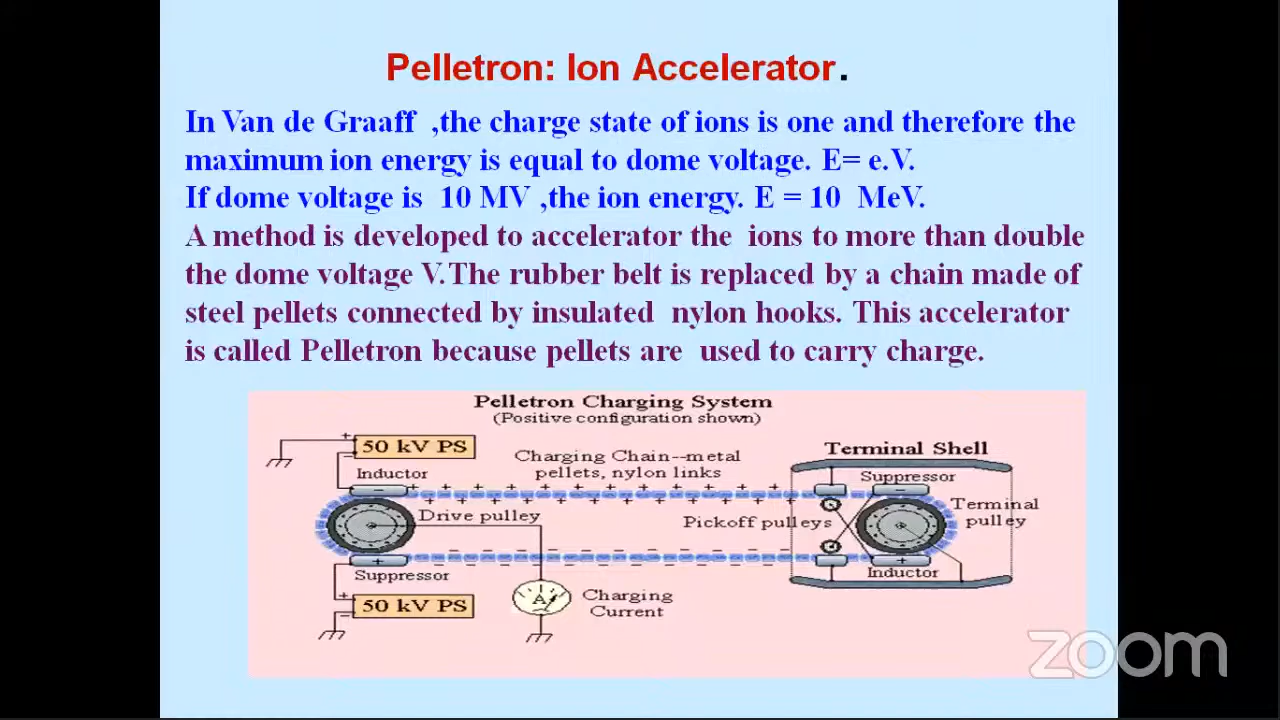 Pelletron: Ion Accelerator.
In Van de Graaff ,the charge state of ions is one and therefore the
maximum ion energy is equal to dome voltage. E= e.V.
If dome voltage is 10 MV ,the ion energy. E = 10 MeV.
A method is developed to accelerator the ions to more than double
the dome voltage V.The rubber belt is replaced by a chain made of
steel pellets connected by insulated nylon hooks. This accelerator
is called Pelletron because pellets are used to carry charge.
Pelletron Charging System
(Positive configuration shown)
50 kV PS
Inductor
Charging Chain--metal
pellets, nylon links
Terminal Shell
Suppressor
Drive pulley
Pickoff pulleys
Terminal
pulley
Suppressor
Inductor
50 kV PS
A
Charging
Current
zoom